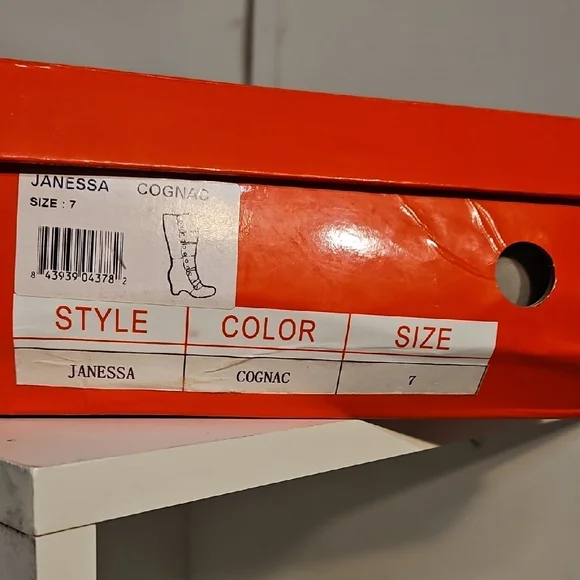 JANESSA COGNAC
SIZE : 7
8 43939 04378 2
STYLE COLOR SIZE
JANESSA COGNAC 7